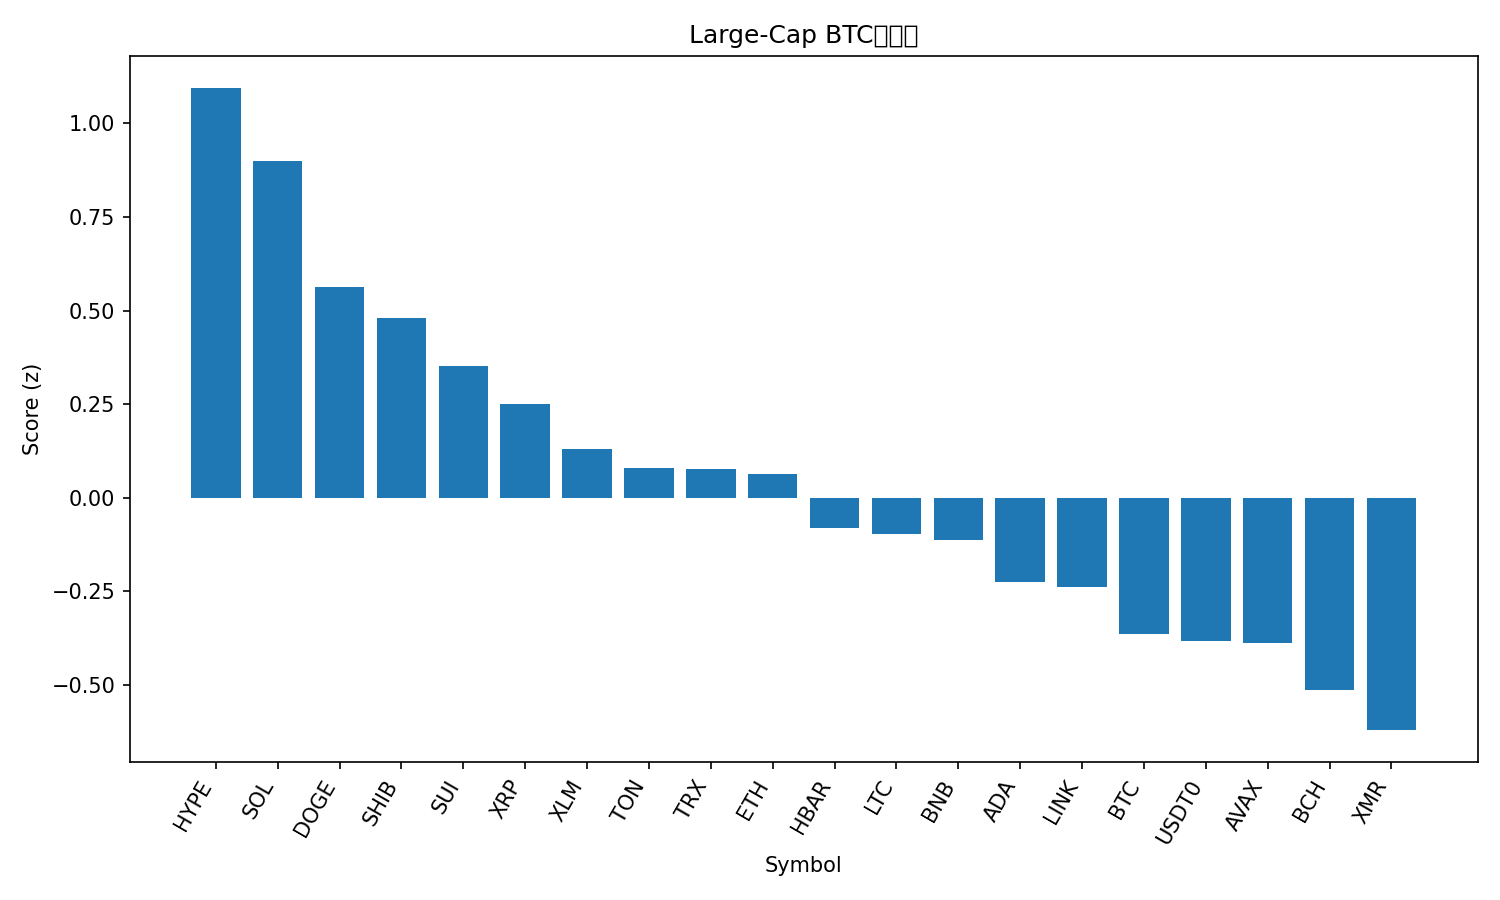 Large-Cap BTC
1.00
0.75
0.50
0.25
0.00
−0.25
−0.50
Score (z)
HYPE
SOL
DOGE
SHIB
SUI
XRP
XLM
TON
TRX
ETH
HBAR
LTC
BNB
ADA
LINK
BTC
USDT0
AVAX
BCH
XMR
Symbol